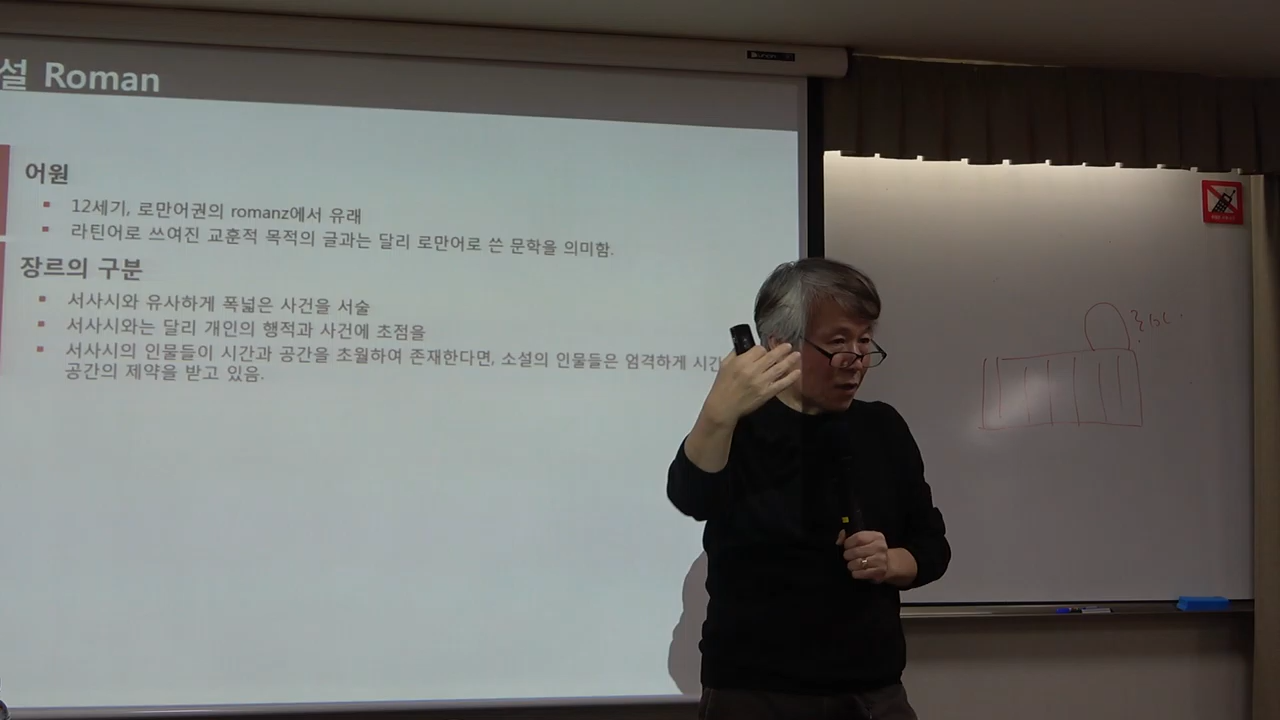 설 Roman
어원
12세기, 로만어권의 romanz에서 유래
라틴어로 쓰여진 교훈적 목적의 글과는 달리 로만어로 쓴 문학을 의미함.
장르의 구분
서사시와 유사하게 폭넓은 사건을 서술
서사시와는 달리 개인의 행적과 사건에 초점을
서사시의 인물들이 시간과 공간을 초월하여 존재한다면, 소설의 인물들은 엄격하게 시간
공간의 제약을 받고 있음.